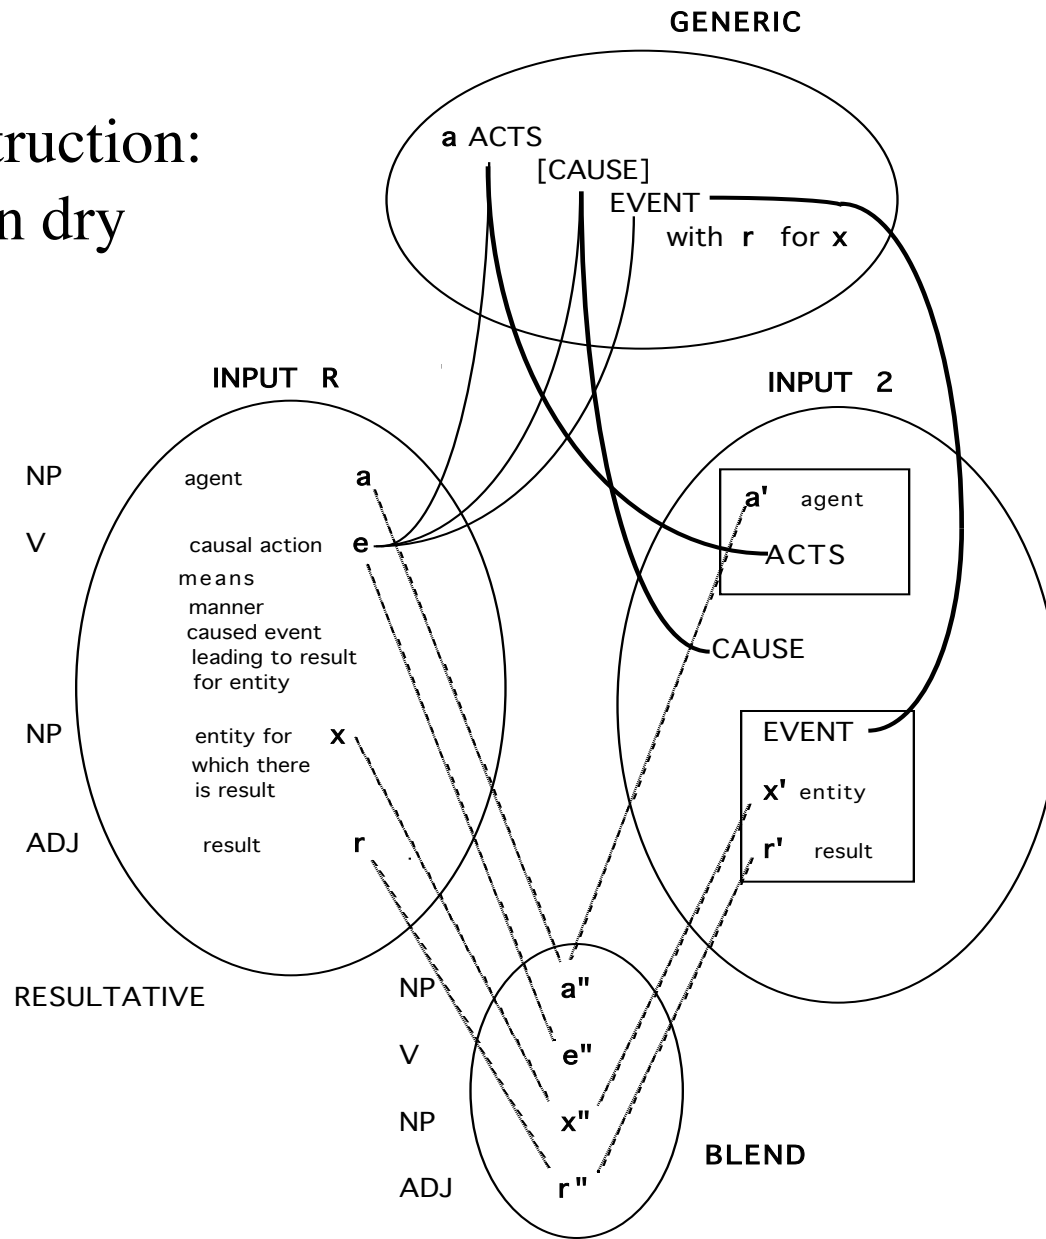 GENERIC
truction:
n dry
a ACTS
[CAUSE]
EVENT
with r for x
INPUT R
INPUT 2
NP agent a
V causal action e
means
manner
caused event
leading to result
for entity
NP entity for x
which there
is result
ADJ result r
RESULTATIVE
a' agent
ACTS
CAUSE
EVENT
x' entity
r' result
NP a"
V e"
NP x"
ADJ r"
BLEND